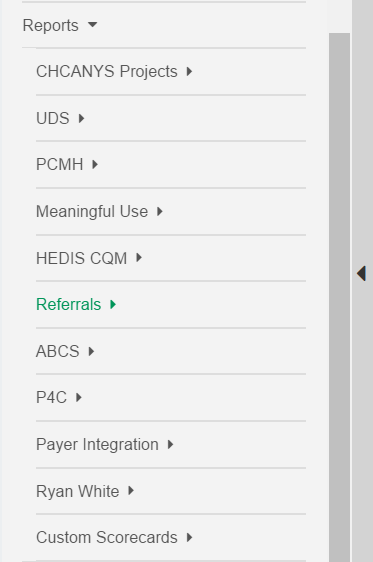 Reports
CHCANYS Projects
UDS
PCMH
Meaningful Use
HEDIS CQM
Referrals
ABCS
P4C
Payer Integration
Ryan White
Custom Scorecards